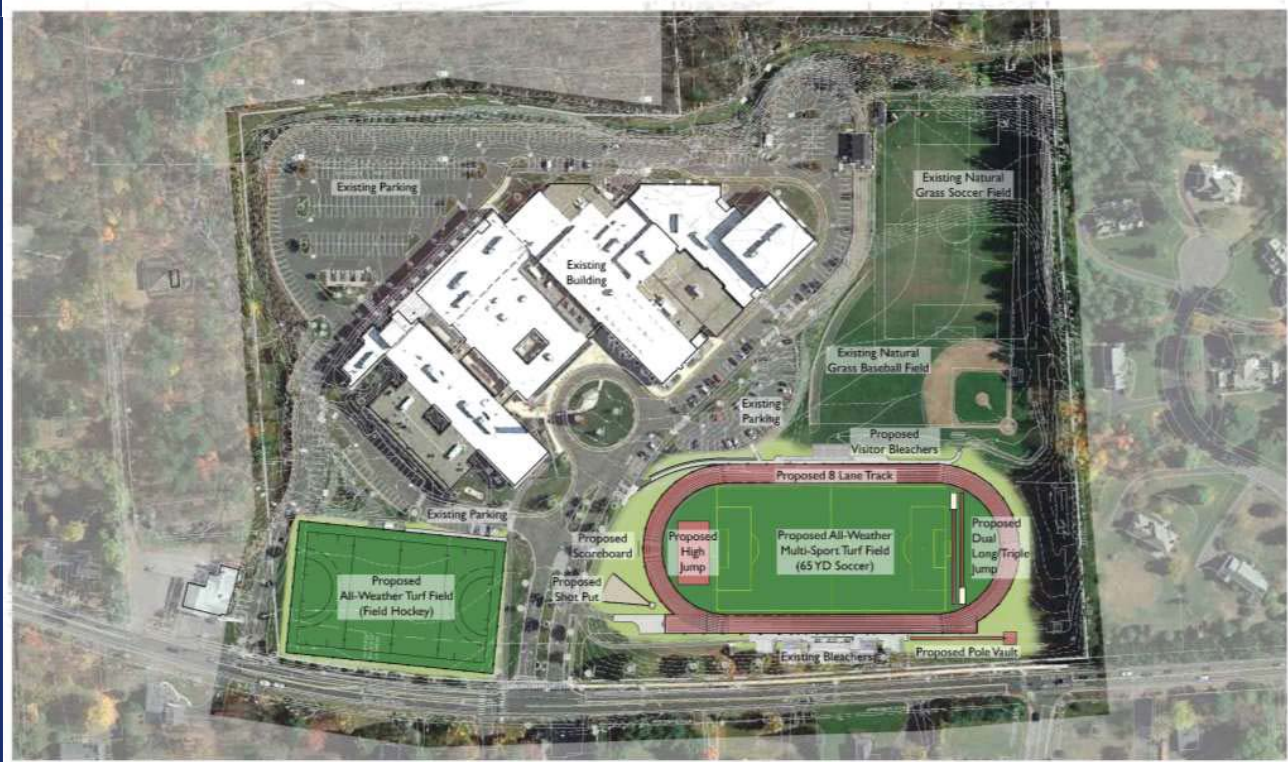 Existing Parking
Existing Natural
Grass Soccer Field
Existing
Building
Existing Natural
Grass Baseball Field
Existing
Parking
Proposed
Visitor Bleachers
Proposed 8 Lane Track
Existing Parking
Proposed
Scoreboard
Proposed
High
Jump
Proposed All-Weather
Multi-Sport Turf Field
(65 YD Soccer)
Proposed
Dual
Long/Triple
Jump
Proposed
All-Weather Turf Field
(Field Hockey)
Proposed
Shot Put
Existing Bleachers
Proposed Pole Vault